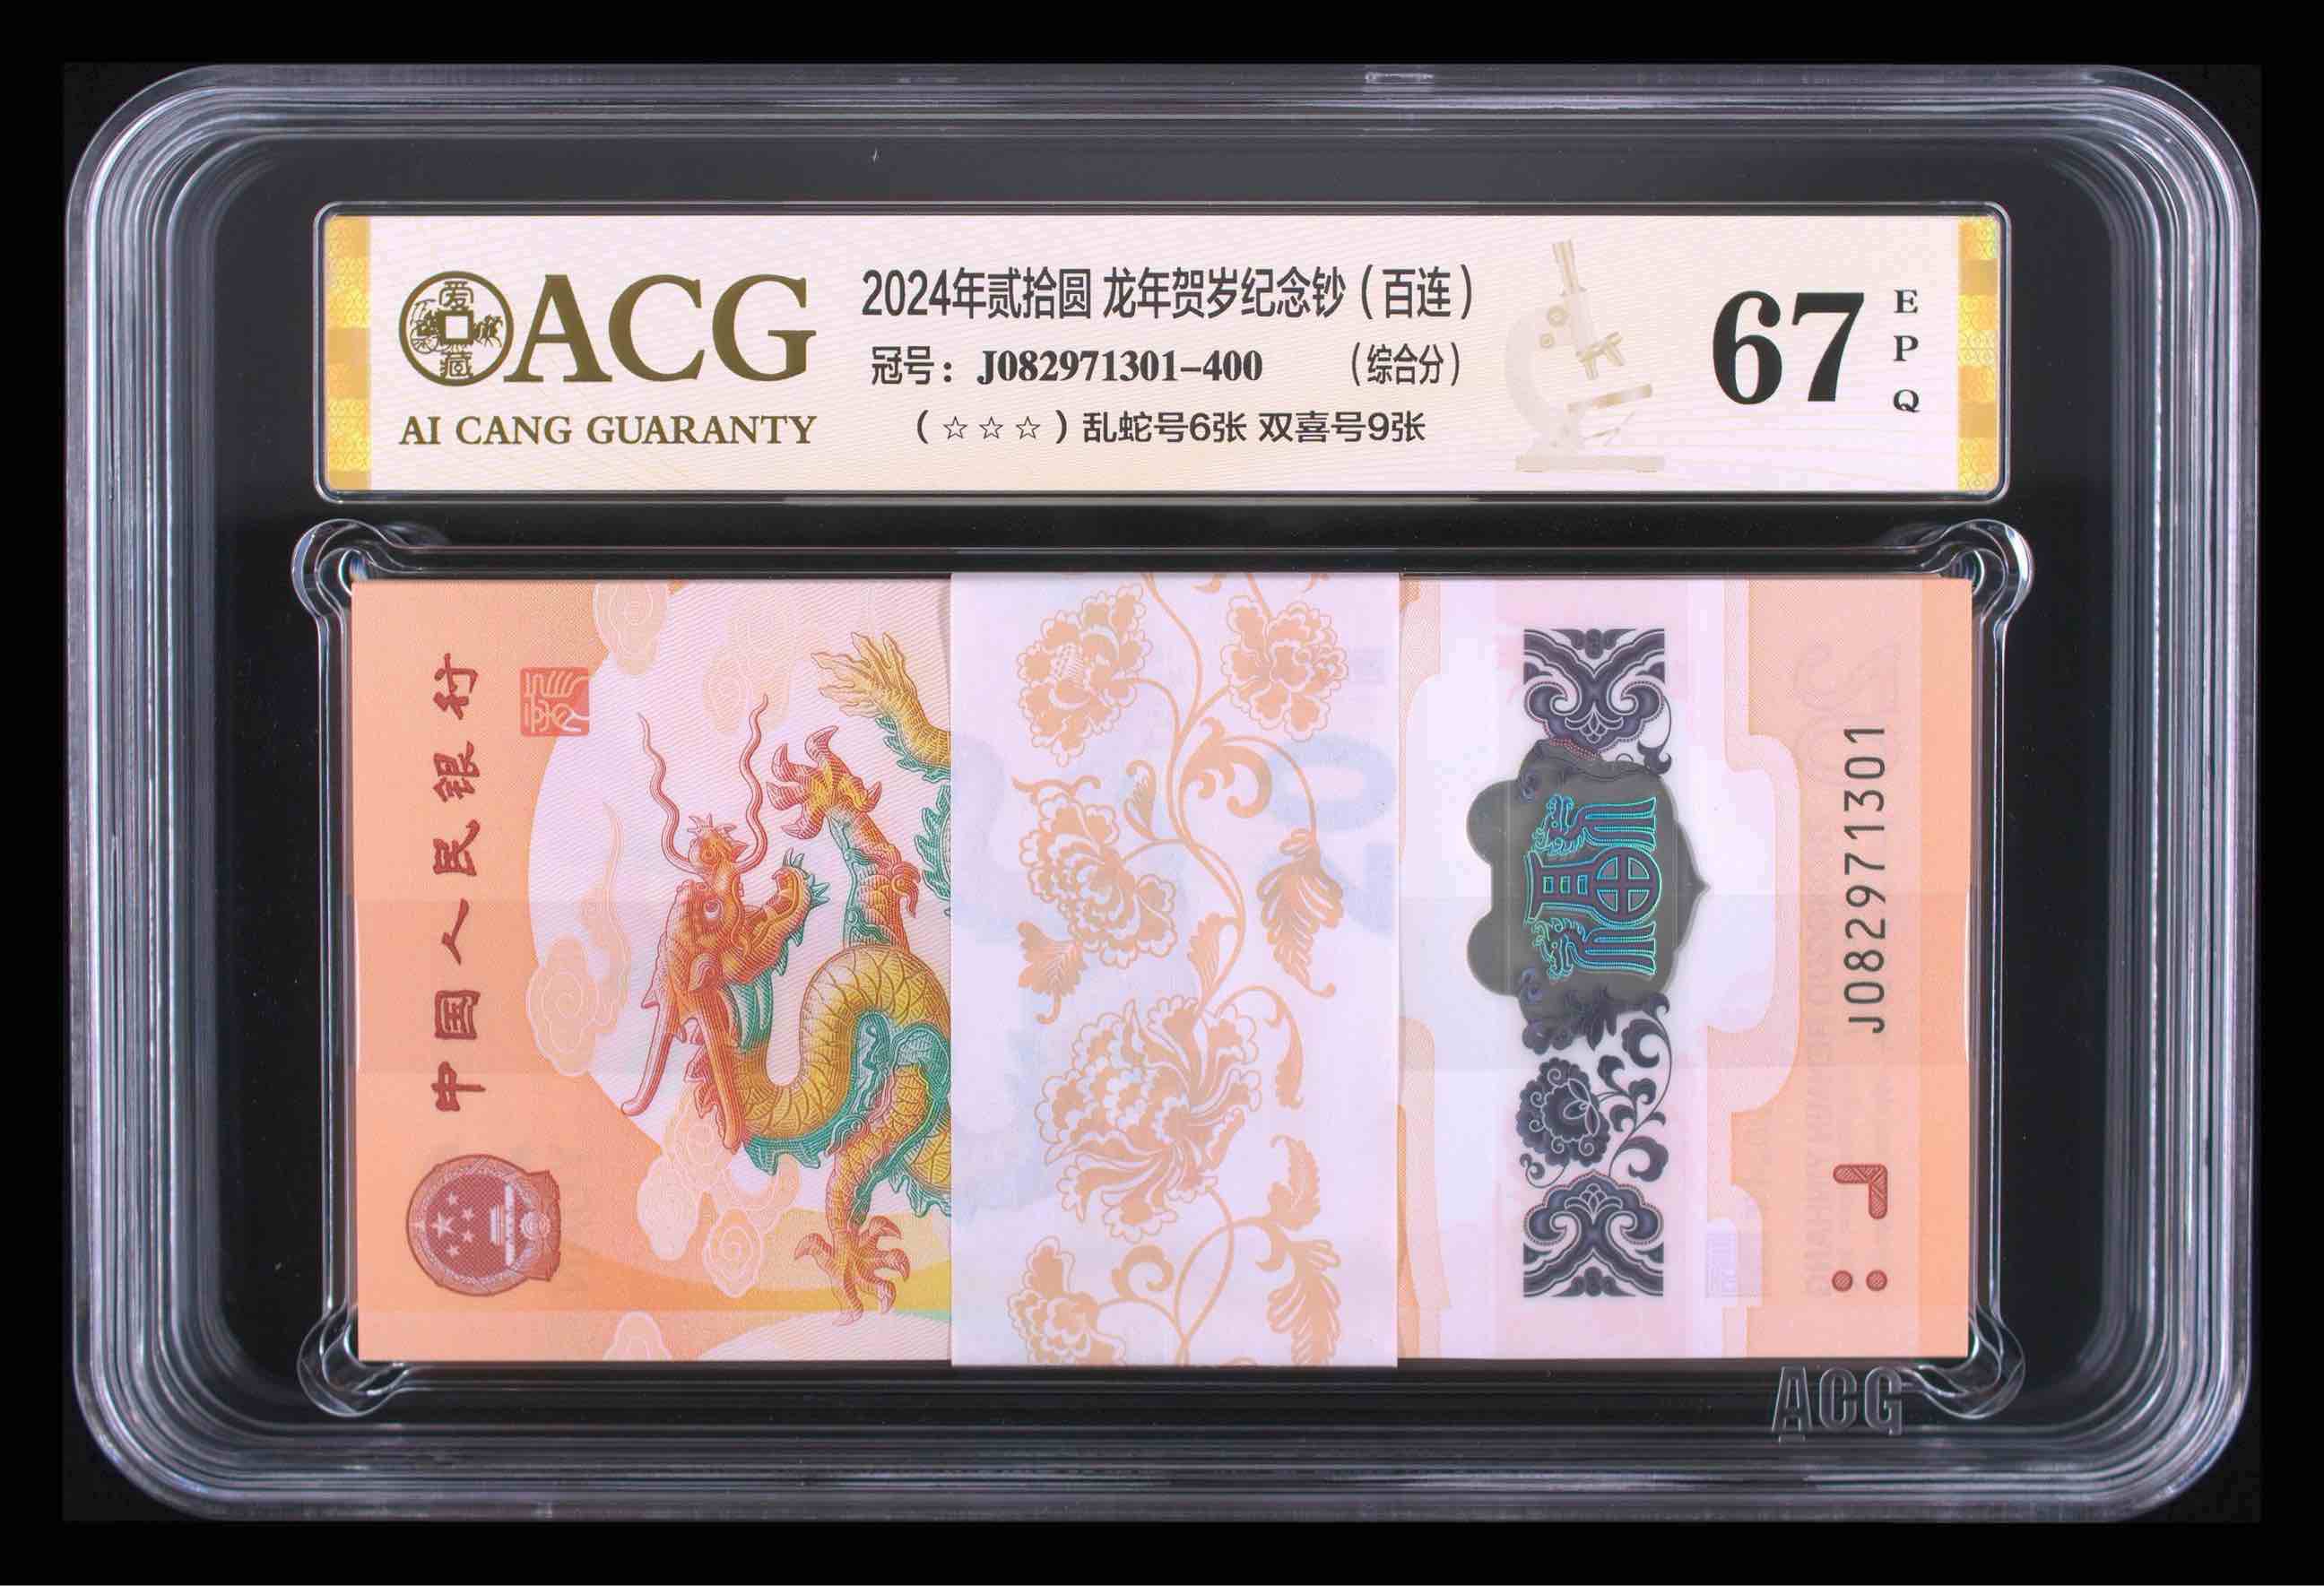 ACG
AI CANG GUARANTY
2024年贰拾圆 龙年贺岁纪念钞（百连）
冠号：J082971301-400 （综合分）
（☆☆☆）乱蛇号6张 双喜号9张
67
EPQ
中国人民银行
J082971301
ACG